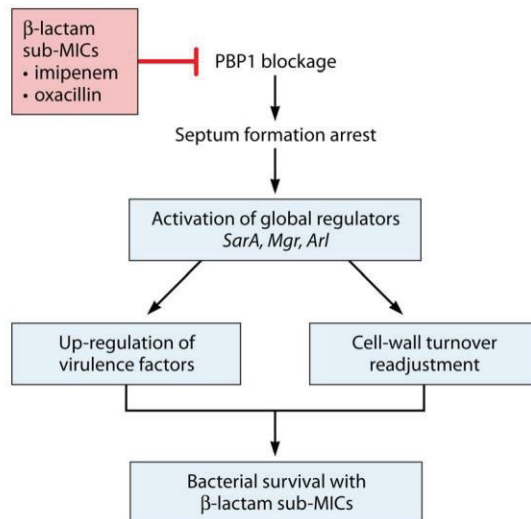 β-lactam
sub-MICs
• imipenem
• oxacillin
PBP1 blockage
Septum formation arrest
Activation of global regulators
SarA, Mgr, Arl
Up-regulation of
virulence factors
Cell-wall turnover
readjustment
Bacterial survival with
β-lactam sub-MICs